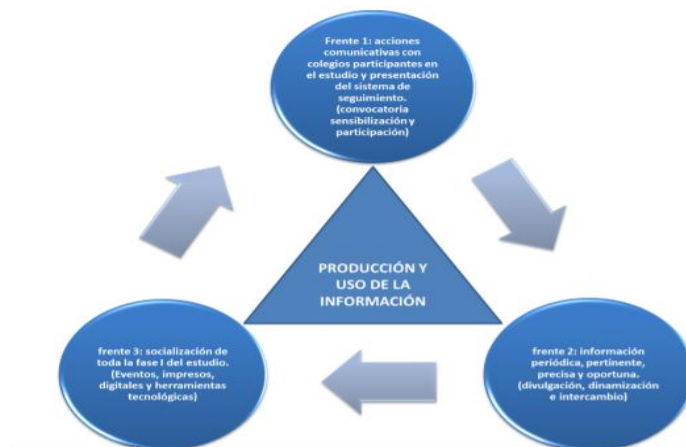 Frente 1: acciones
comunicativas con
colegios participantes en
el estudio y presentación
del sistema de
seguimiento.
(convocatoria
sensibilización y
participación)
PRODUCCIÓN Y
USO DE LA
INFORMACIÓN
frente 3: socialización de
toda la fase I del estudio.
(Eventos, impresos,
digitales y herramientas
tecnológicas)
frente 2: información
periódica, pertinente,
precisa y oportuna.
(divulgación, dinamización
e intercambio)